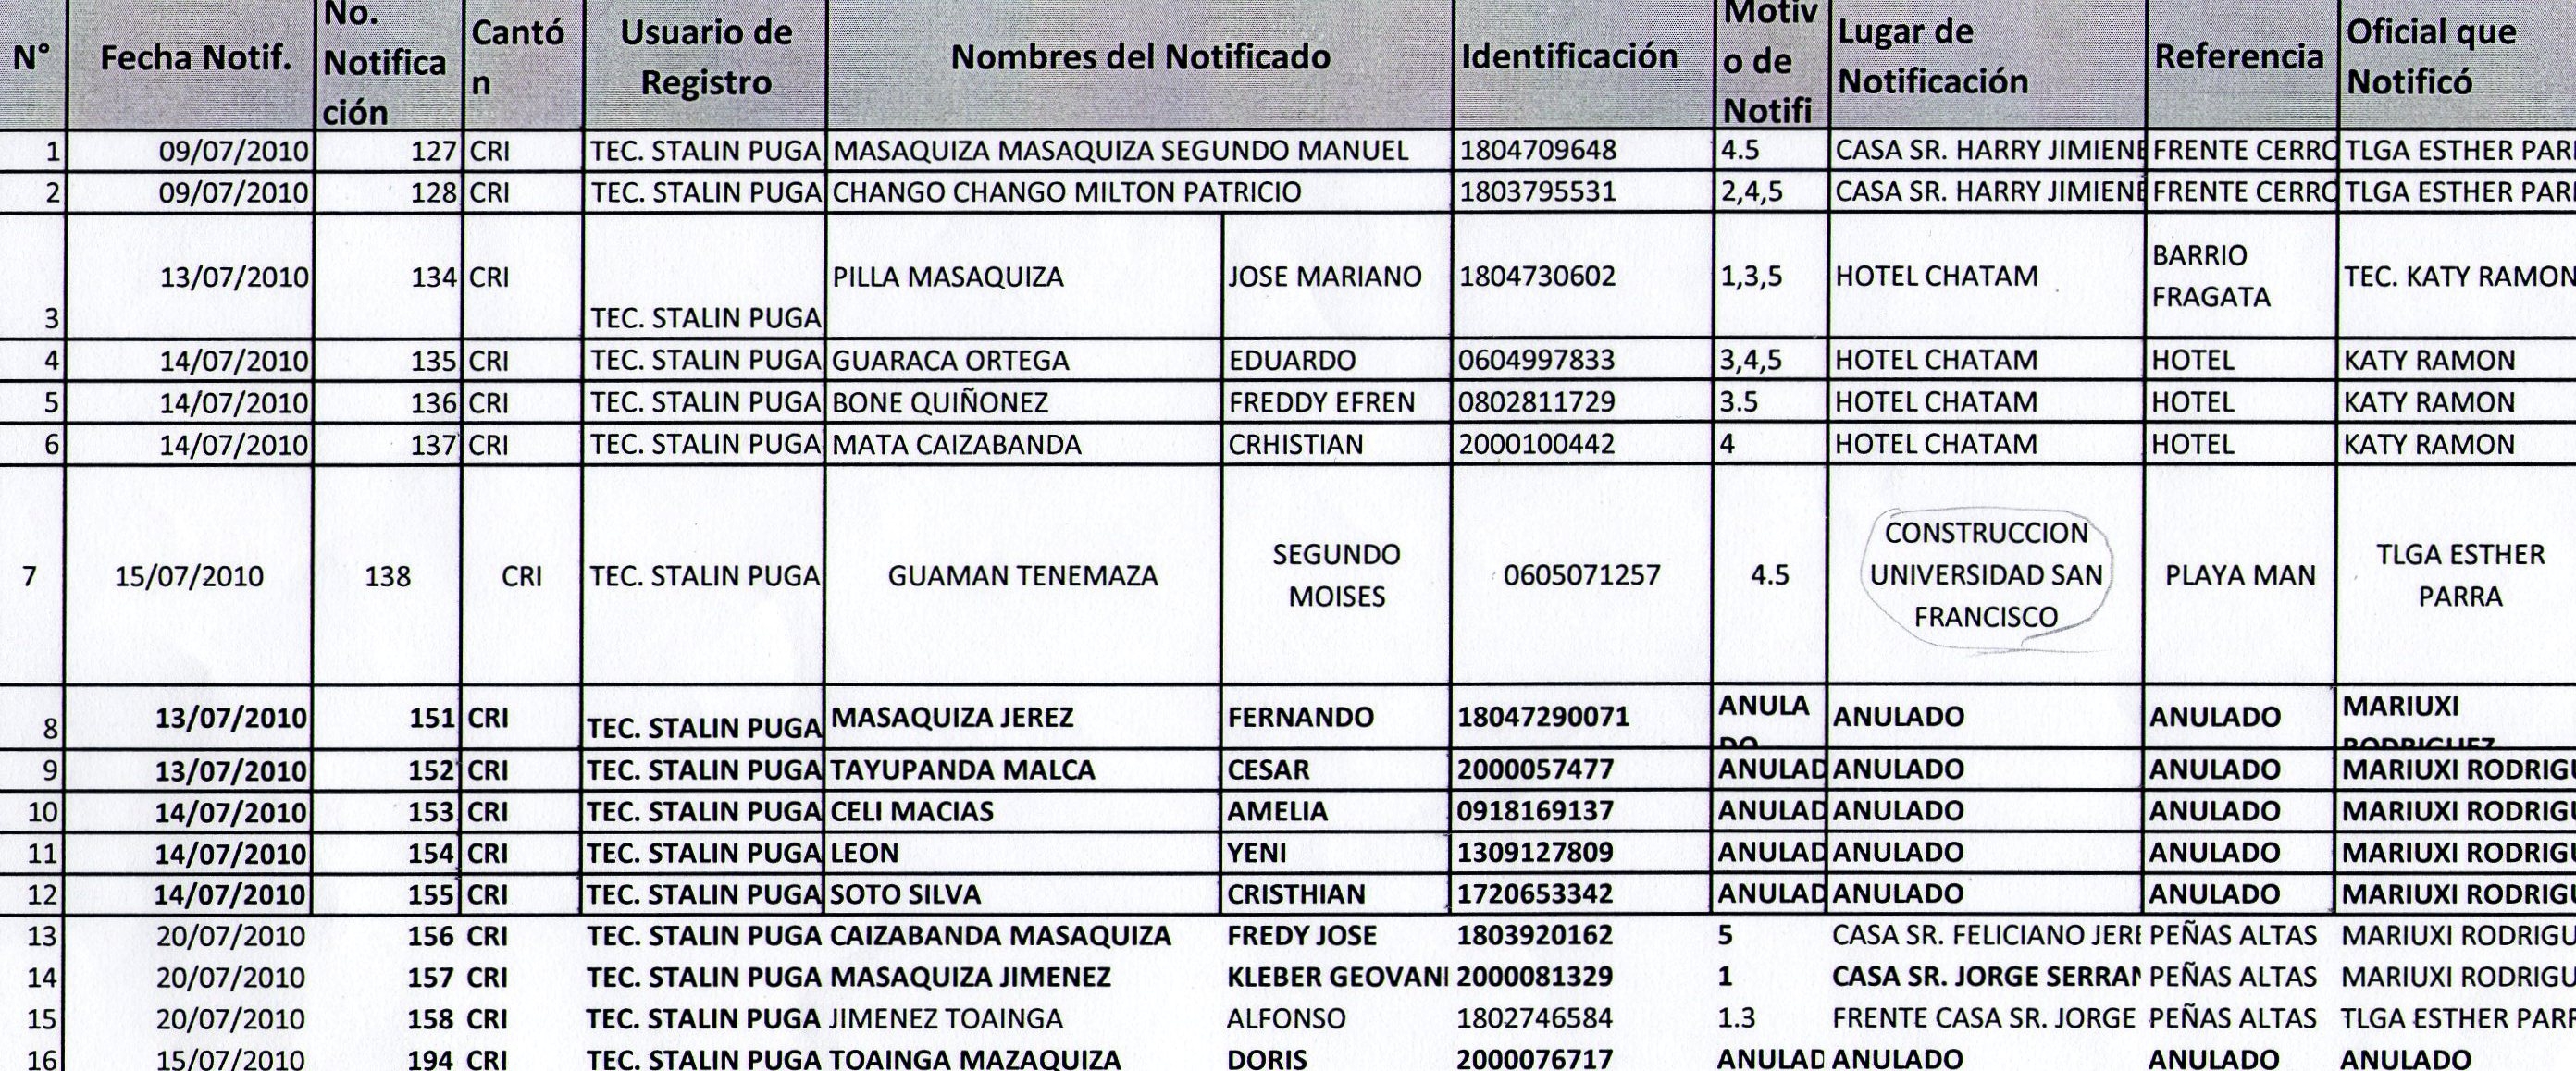 N° Fecha Notif. No. Notifica ción Cantó n Usuario de Registro Nombres del Notificado Identificación Motiv o de Notifi Lugar de Notificación Referencia Oficial que Notificó
1 09/07/2010 127 CRI TEC. STALIN PUGA MASAQUIZA MASAQUIZA SEGUNDO MANUEL 1804709648 4.5 CASA SR. HARRY JIMIENE FRENTE CERRO TLGA ESTHER PAR
2 09/07/2010 128 CRI TEC. STALIN PUGA CHANGO CHANGO MILTON PATRICIO 1803795531 2,4,5 CASA SR. HARRY JIMIENE FRENTE CERRO TLGA ESTHER PAR
3 13/07/2010 134 CRI TEC. STALIN PUGA PILLA MASAQUIZA JOSE MARIANO 1804730602 1,3,5 HOTEL CHATAM BARRIO FRAGATA TEC. KATY RAMON
4 14/07/2010 135 CRI TEC. STALIN PUGA GUARACA ORTEGA EDUARDO 0604997833 3,4,5 HOTEL CHATAM HOTEL KATY RAMON
5 14/07/2010 136 CRI TEC. STALIN PUGA BONE QUIÑONEZ FREDDY EFREN 0802811729 3.5 HOTEL CHATAM HOTEL KATY RAMON
6 14/07/2010 137 CRI TEC. STALIN PUGA MATA CAIZABANDA CRHISTIAN 2000100442 4 HOTEL CHATAM HOTEL KATY RAMON
7 15/07/2010 138 CRI TEC. STALIN PUGA GUAMAN TENEMAZA SEGUNDO MOISES 0605071257 4.5 CONSTRUCCION UNIVERSIDAD SAN FRANCISCO PLAYA MAN TLGA ESTHER PARRA
8 13/07/2010 151 CRI TEC. STALIN PUGA MASAQUIZA JEREZ FERNANDO 18047290071 ANULA DO ANULADO ANULADO MARIUXI RODRIGUEZ
9 13/07/2010 152 CRI TEC. STALIN PUGA TAYUPANDA MALCA CESAR 2000057477 ANULAD ANULADO ANULADO MARIUXI RODRIGU
10 14/07/2010 153 CRI TEC. STALIN PUGA CELI MACIAS AMELIA 0918169137 ANULAD ANULADO ANULADO MARIUXI RODRIGU
11 14/07/2010 154 CRI TEC. STALIN PUGA LEON YENI 1309127809 ANULAD ANULADO ANULADO MARIUXI RODRIGU
12 14/07/2010 155 CRI TEC. STALIN PUGA SOTO SILVA CRISTHIAN 1720653342 ANULAD ANULADO ANULADO MARIUXI RODRIGU
13 20/07/2010 156 CRI TEC. STALIN PUGA CAIZABANDA MASAQUIZA FREDY JOSE 1803920162 5 CASA SR. FELICIANO JERE PEÑAS ALTAS MARIUXI RODRIGU
14 20/07/2010 157 CRI TEC. STALIN PUGA MASAQUIZA JIMENEZ KLEBER GEOVANI 2000081329 1 CASA SR. JORGE SERRAN PEÑAS ALTAS MARIUXI RODRIGU
15 20/07/2010 158 CRI TEC. STALIN PUGA JIMENEZ TOAINGA ALFONSO 1802746584 1.3 FRENTE CASA SR. JORGE PEÑAS ALTAS TLGA ESTHER PARR
16 15/07/2010 194 CRI TEC. STALIN PUGA TOAINGA MAZAQUIZA DORIS 2000076717 ANULAD ANULADO ANULADO ANULADO